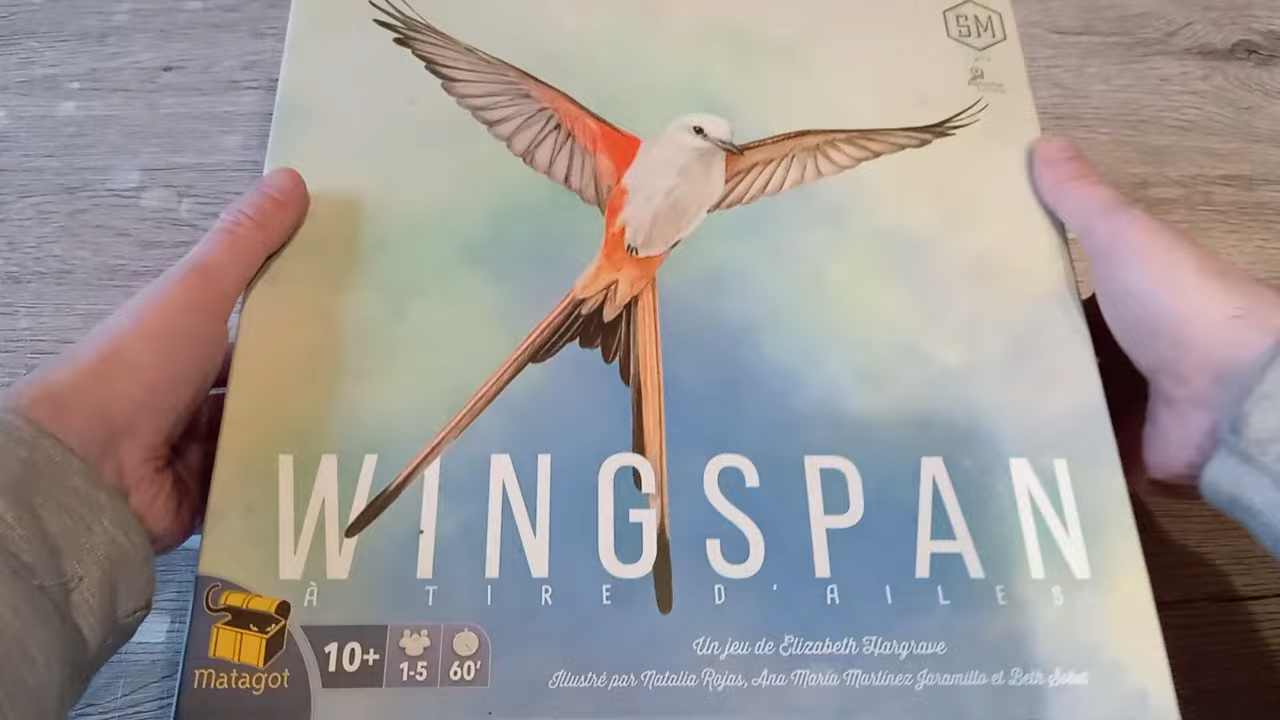 SM
WINGSPAN
À TIRE D'AILES
Matagot
10+
1-5
60'
Un jeu de Elizabeth Hargrave
Illustré par Natalia Rojas, Ana Maria Martinez Jaramillo et Beth Sobel